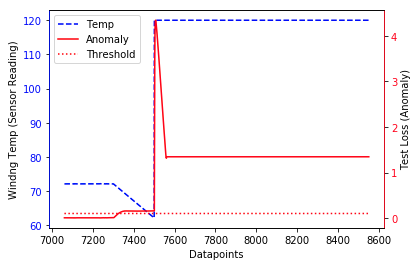 Temp
Anomaly
Threshold
Windng Temp (Sensor Reading)
120
110
100
90
80
70
60
4
3
2
1
0
Test Loss (Anomaly)
7000 7200 7400 7600 7800 8000 8200 8400 8600
Datapoints